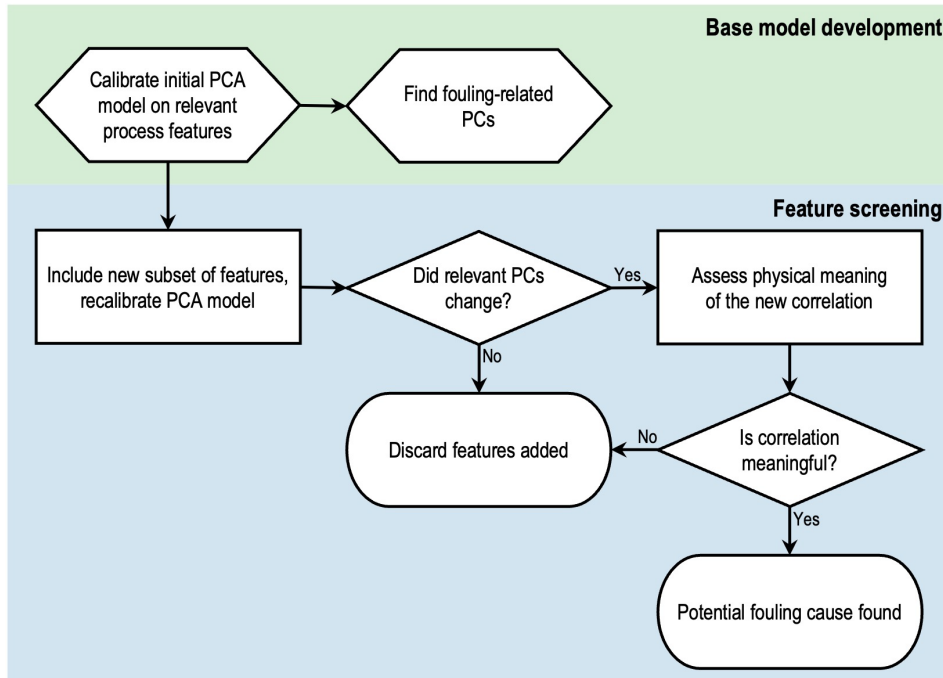 Base model development
Calibrate initial PCA
model on relevant
process features
Find fouling-related
PCs
Feature screening
Include new subset of features,
recalibrate PCA model
Did relevant PCs
change?
Yes
Assess physical meaning
of the new correlation
No
Discard features added
No
Is correlation
meaningful?
Yes
Potential fouling cause found